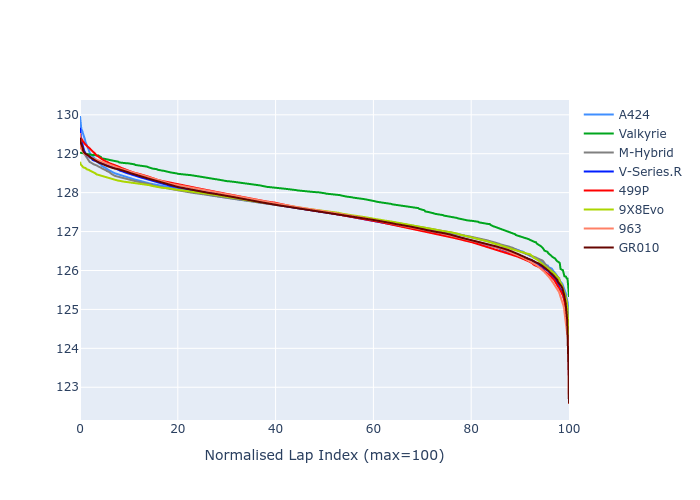 130
129
128
127
126
125
124
123
0 20 40 60 80 100
Normalised Lap Index (max=100)
A424
Valkyrie
M-Hybrid
V-Series.R
499P
9X8Evo
963
GR010